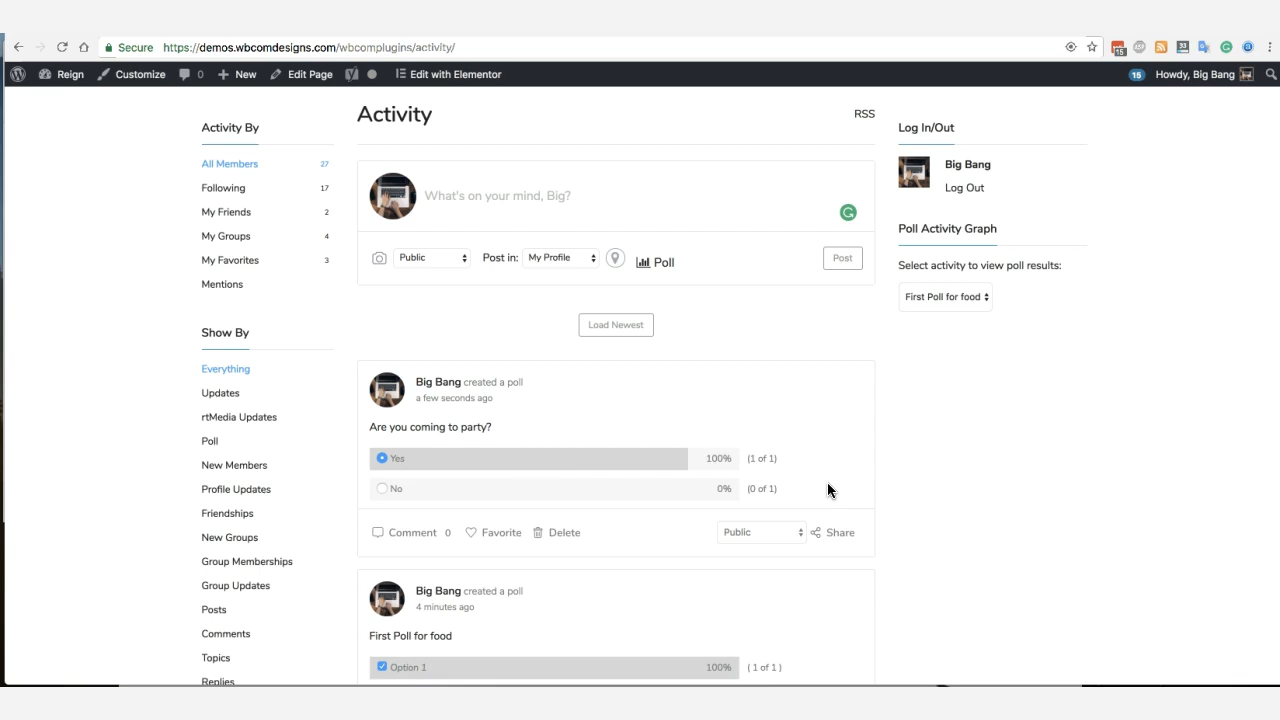 Secure https://demos.wbcomdesigns.com/wbcomplugins/activity/
15
Reign Customize 0 New Edit Page Edit with Elementor 15 Howdy, Big Bang
Activity By
All Members 27
Following 17
My Friends 2
My Groups 4
My Favorites 3
Mentions
Show By
Everything
Updates
rtMedia Updates
Poll
New Members
Profile Updates
Friendships
New Groups
Group Memberships
Group Updates
Posts
Comments
Topics
Replies
Activity RSS
What's on your mind, Big?
Public Post in: My Profile Poll Post
Load Newest
Big Bang created a poll
a few seconds ago
Are you coming to party?
Yes 100% (1 of 1)
No 0% (0 of 1)
Comment 0 Favorite Delete Public Share
Big Bang created a poll
4 minutes ago
First Poll for food
Option 1 100% ( 1 of 1 )
Log In/Out
Big Bang
Log Out
Poll Activity Graph
Select activity to view poll results:
First Poll for food